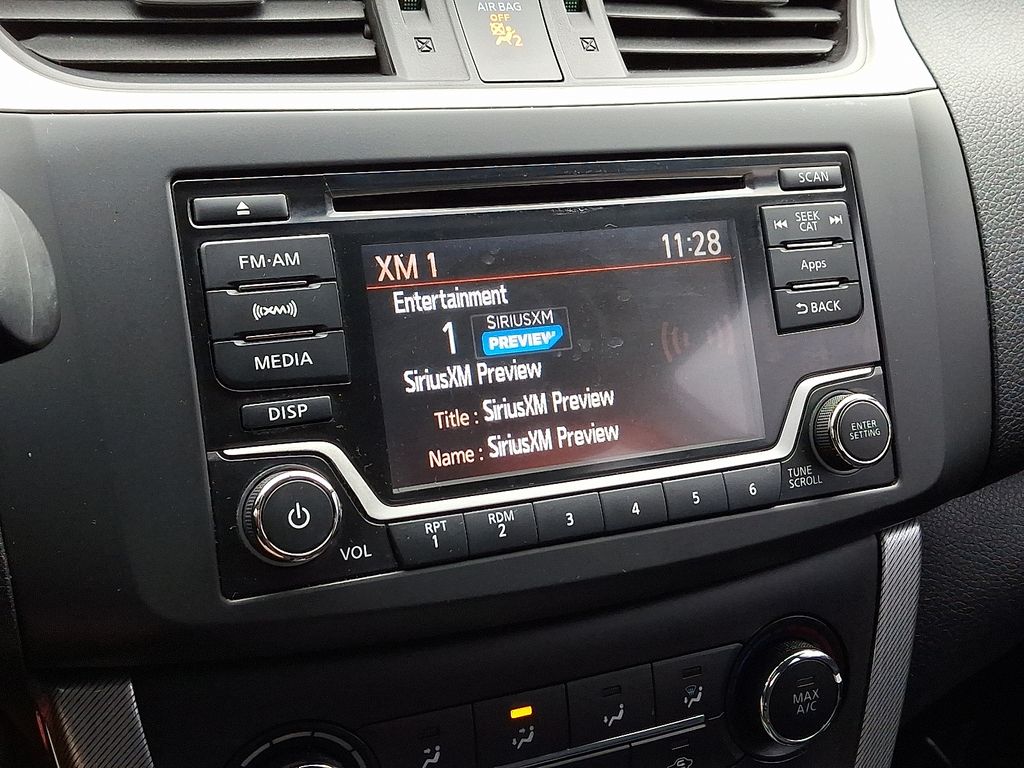 AIR BAG
OFF
2
SCAN
SEEK
CAT
FM·AM
Apps
XM
BACK
MEDIA
DISP
XM 1
11:28
Entertainment
1
SIRIUSXM
PREVIEW
SiriusXM Preview
Title : SiriusXM Preview
Name : SiriusXM Preview
ENTER
SETTING
TUNE
SCROLL
VOL
RPT
1
RDM
2
3
4
5
6
MAX
A/C